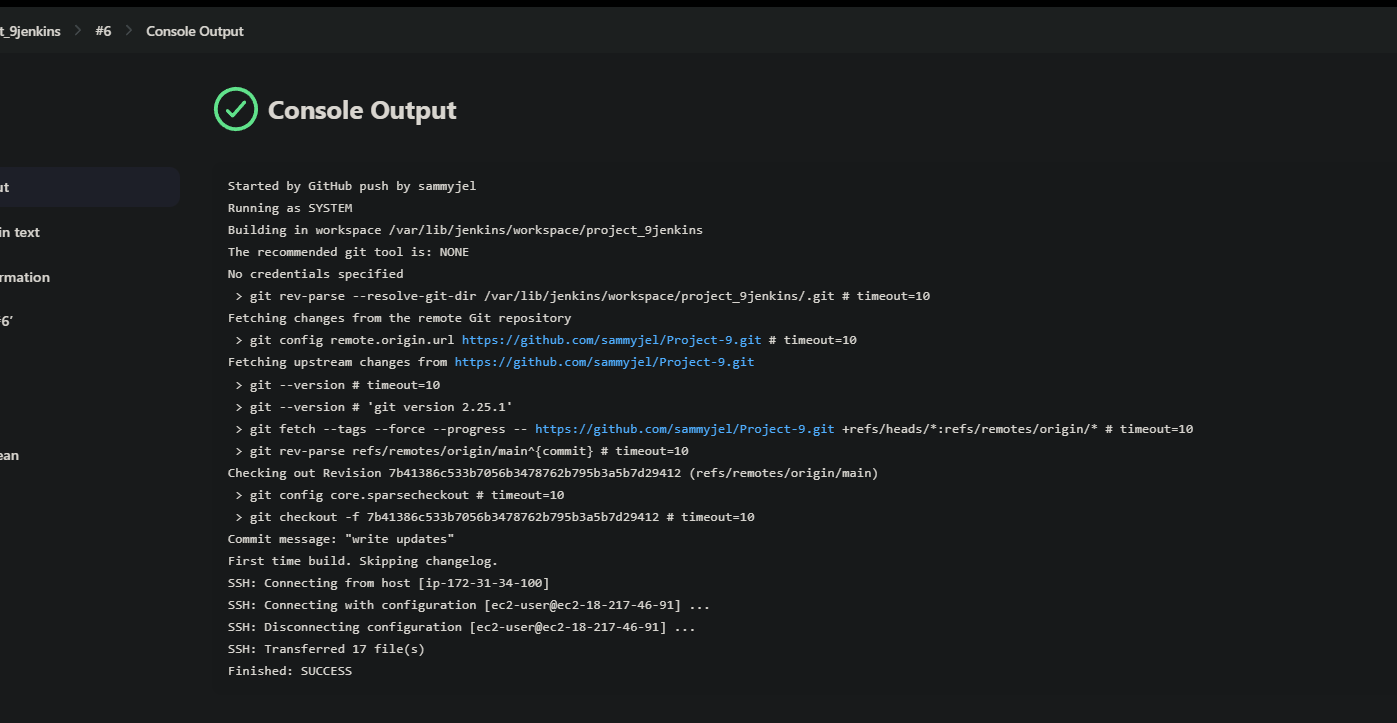 t_9jenkins > #6 > Console Output
Console Output
ut
in text
rmation
#6'
ean
Started by GitHub push by sammyjel
Running as SYSTEM
Building in workspace /var/lib/jenkins/workspace/project_9jenkins
The recommended git tool is: NONE
No credentials specified
 > git rev-parse --resolve-git-dir /var/lib/jenkins/workspace/project_9jenkins/.git # timeout=10
Fetching changes from the remote Git repository
 > git config remote.origin.url https://github.com/sammyjel/Project-9.git # timeout=10
Fetching upstream changes from https://github.com/sammyjel/Project-9.git
 > git --version # timeout=10
 > git --version # 'git version 2.25.1'
 > git fetch --tags --force --progress -- https://github.com/sammyjel/Project-9.git +refs/heads/*:refs/remotes/origin/* # timeout=10
 > git rev-parse refs/remotes/origin/main^{commit} # timeout=10
Checking out Revision 7b41386c533b7056b3478762b795b3a5b7d29412 (refs/remotes/origin/main)
 > git config core.sparsecheckout # timeout=10
 > git checkout -f 7b41386c533b7056b3478762b795b3a5b7d29412 # timeout=10
Commit message: "write updates"
First time build. Skipping changelog.
SSH: Connecting from host [ip-172-31-34-100]
SSH: Connecting with configuration [ec2-user@ec2-18-217-46-91] ...
SSH: Disconnecting configuration [ec2-user@ec2-18-217-46-91] ...
SSH: Transferred 17 file(s)
Finished: SUCCESS